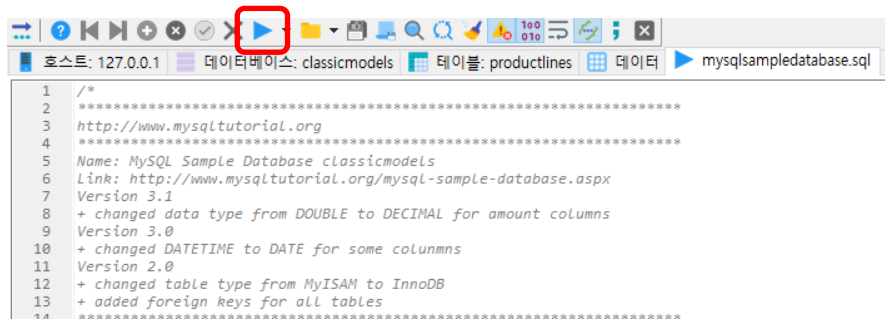 100
010
호스트: 127.0.0.1 데이터베이스: classicmodels 테이블: productlines 데이터 mysqlsampledatabase.sql
1 /*
2 *********************************************************************
3 http://www.mysqltutorial.org
4 *********************************************************************
5 Name: MySQL Sample Database classicmodels
6 Link: http://www.mysqltutorial.org/mysql-sample-database.aspx
7 Version 3.1
8 + changed data type from DOUBLE to DECIMAL for amount columns
9 Version 3.0
10 + changed DATETIME to DATE for some colunmns
11 Version 2.0
12 + changed table type from MyISAM to InnoDB
13 + added foreign keys for all tables
14 *********************************************************************